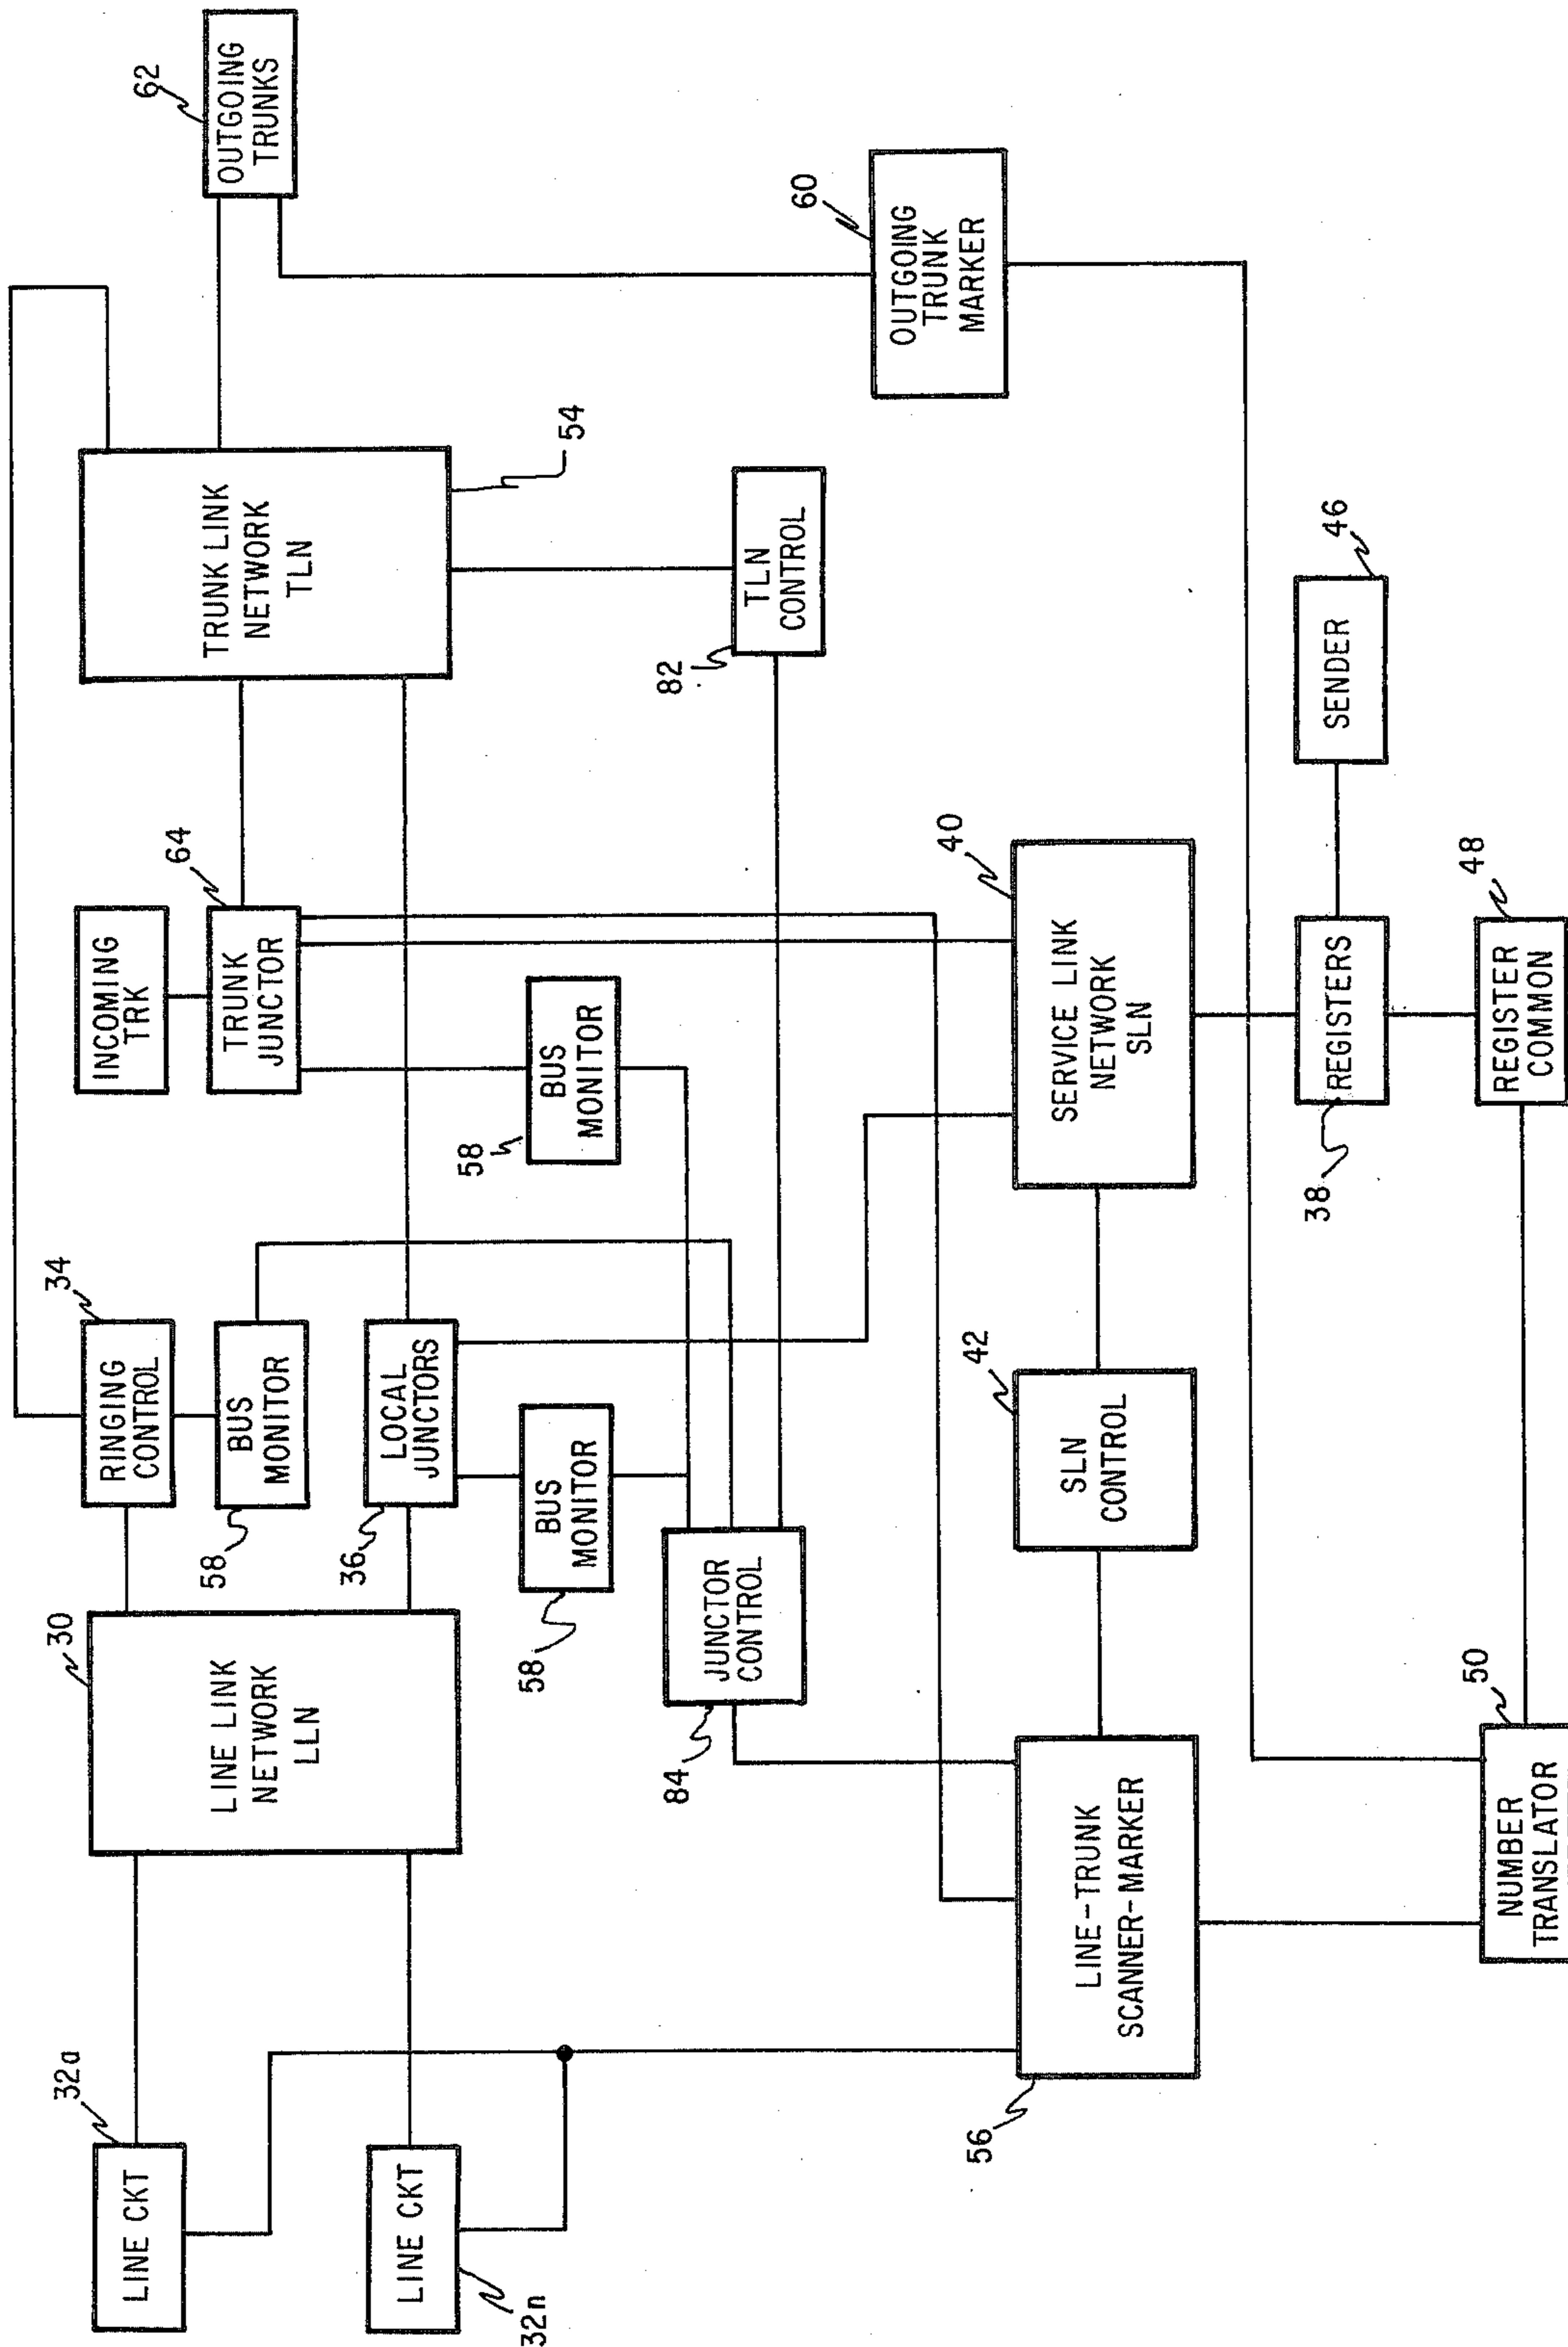 32a
LINE CKT
LINE CKT
32n
30
LINE LINK
NETWORK
LLN
34
RINGING
CONTROL
BUS
MONITOR
58
LOCAL
JUNCTORS
36
BUS
MONITOR
58
INCOMING
TRK
64
TRUNK
JUNCTOR
BUS
MONITOR
58
TRUNK LINK
NETWORK
TLN
54
62
OUTGOING
TRUNKS
60
OUTGOING
TRUNK
MARKER
TLN
CONTROL
82
JUNCTOR
CONTROL
84
LINE-TRUNK
SCANNER-MARKER
56
42
SLN
CONTROL
40
SERVICE LINK
NETWORK
SLN
REGISTERS
38
46
SENDER
48
REGISTER
COMMON
50
NUMBER
TRANSLATOR